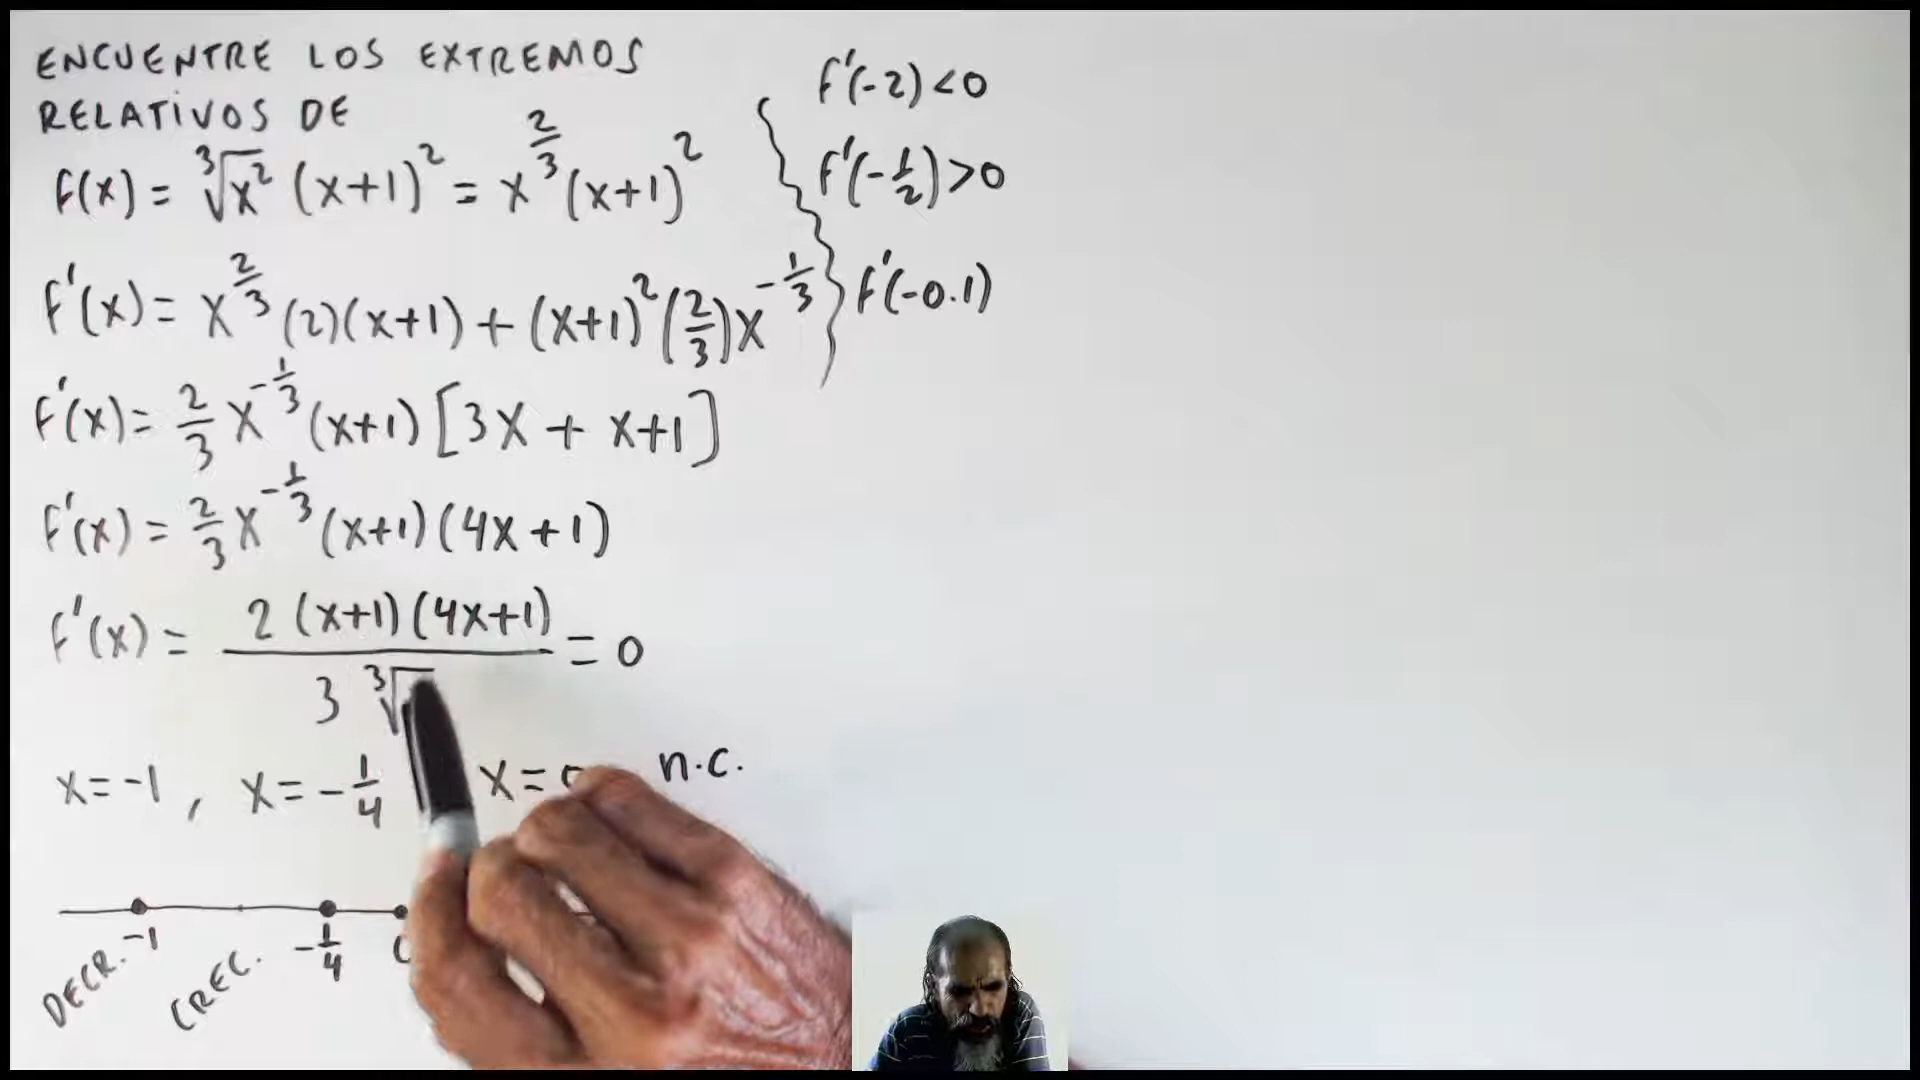 ENCUENTRE LOS EXTREMOS
RELATIVOS DE
f(x) = ∛x² (x+1)² = x^(2/3) (x+1)²
f'(x) = x^(2/3) (2)(x+1) + (x+1)² (2/3) x^(-1/3)
f'(x) = 2/3 x^(-1/3) (x+1) [3x + x+1]
f'(x) = 2/3 x^(-1/3) (x+1)(4x+1)
f'(x) = 2(x+1)(4x+1) / 3 ∛ = 0
x = -1 , x = -1/4 x = n.c.
-1 -1/4
DECR. CREC.
f'(-2) < 0
f'(-1/2) > 0
f'(-0.1)